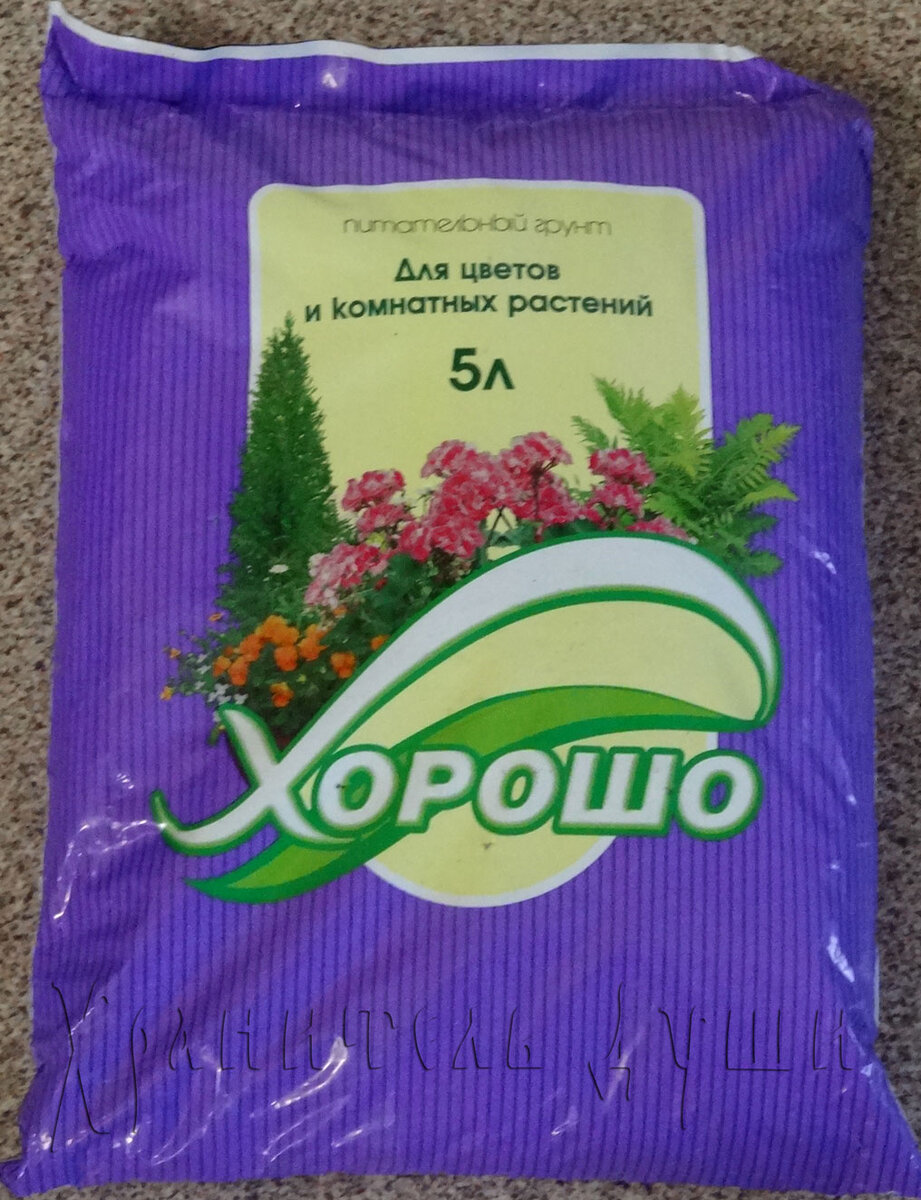 питательный грунт
Для цветов
и комнатных растений
5л
Хорошо
Хранитель Души